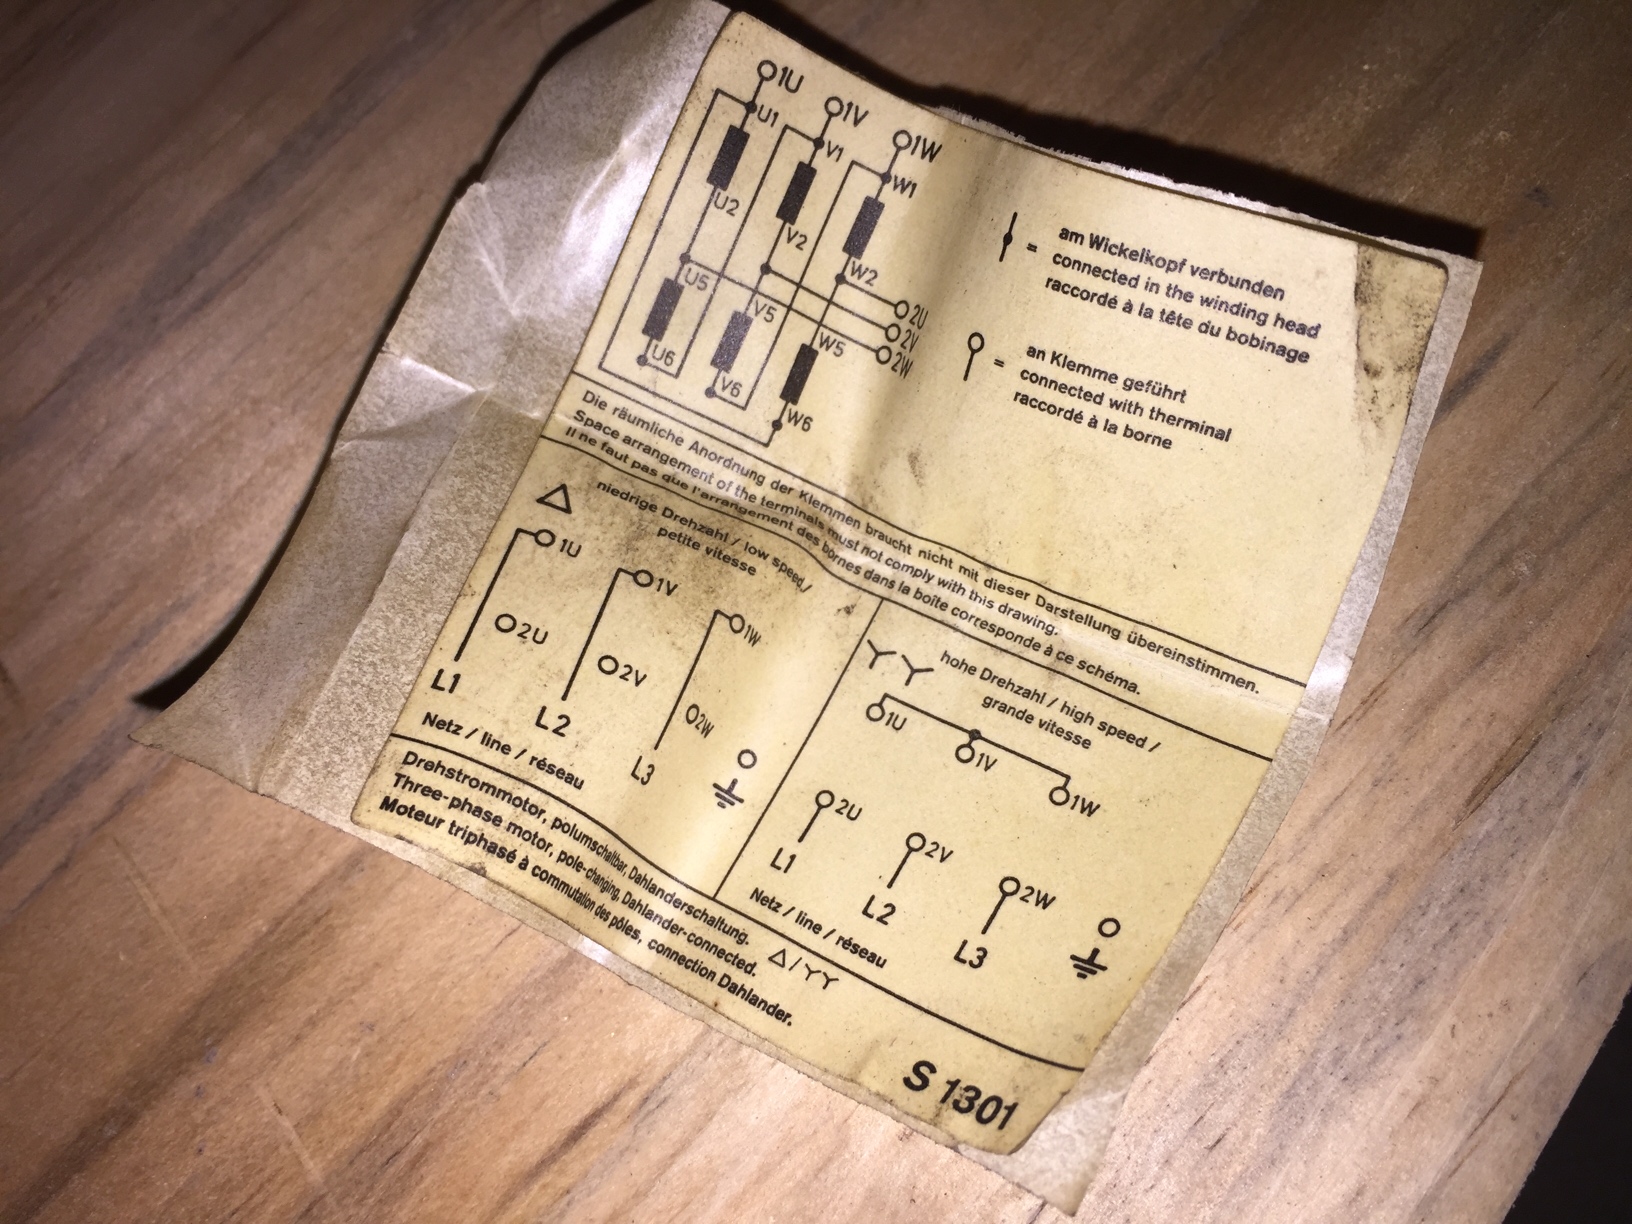 1U
1V
1W
U1
V1
W1
U2
V2
W2
U5
V5
W5
2U
2V
2W
U6
V6
W6
= am Wickelkopf verbunden
connected in the winding head
raccordé à la tête du bobinage
= an Klemme geführt
connected with therminal
raccordé à la borne
Die räumliche Anordnung der Klemmen braucht nicht mit dieser Darstellung übereinstimmen.
Space arrangement of the terminals must not comply with this drawing.
Il ne faut pas que l'arrangement des bornes dans la boîte corresponde à ce schéma.
△ niedrige Drehzahl / low speed /
petite vitesse
1U
1V
1W
2U
2V
2W
L1
L2
L3
Netz / line / réseau
YY hohe Drehzahl / high speed /
grande vitesse
1U
1V
1W
2U
2V
2W
L1
L2
L3
Netz / line / réseau
Drehstrommotor, polumschaltbar, Dahlanderschaltung.
Three-phase motor, pole-changing, Dahlander-connected. △/YY
Moteur triphasé à commutation des pôles, connection Dahlander.
S 1301